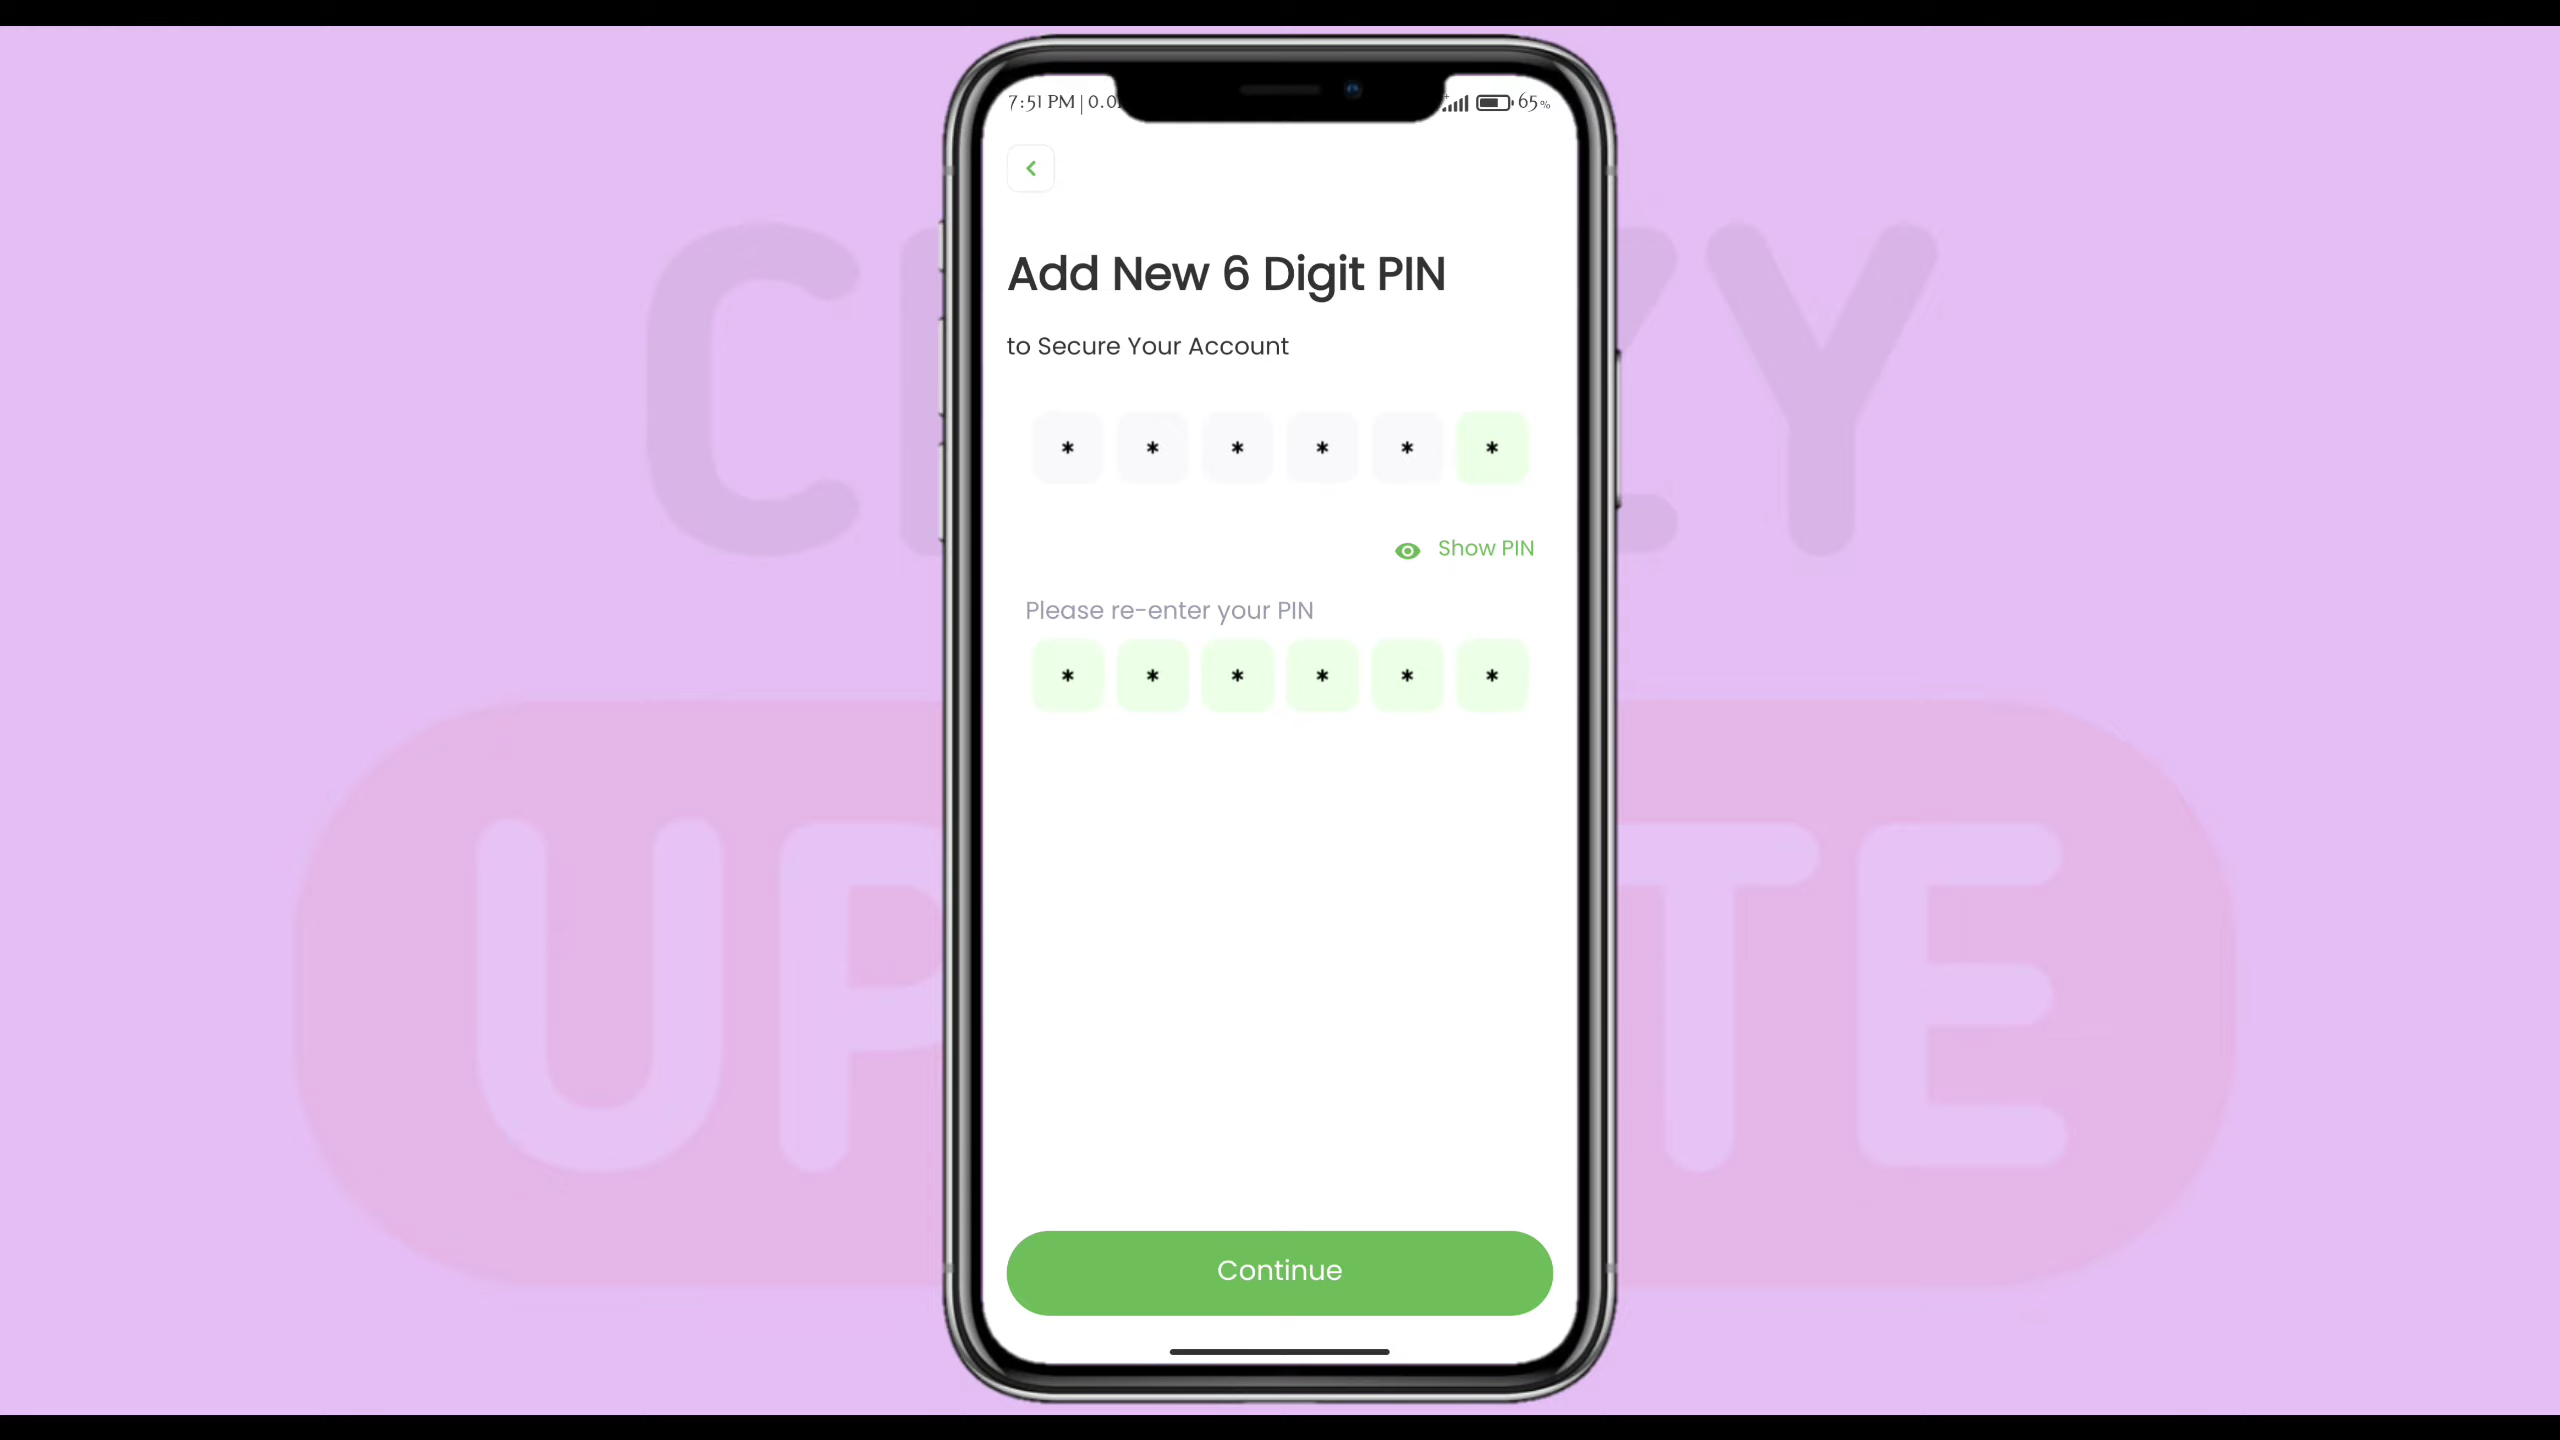 7:51 PM | 0.0
65%
Add New 6 Digit PIN
to Secure Your Account
* * * * * *
Show PIN
Please re-enter your PIN
* * * * * *
Continue